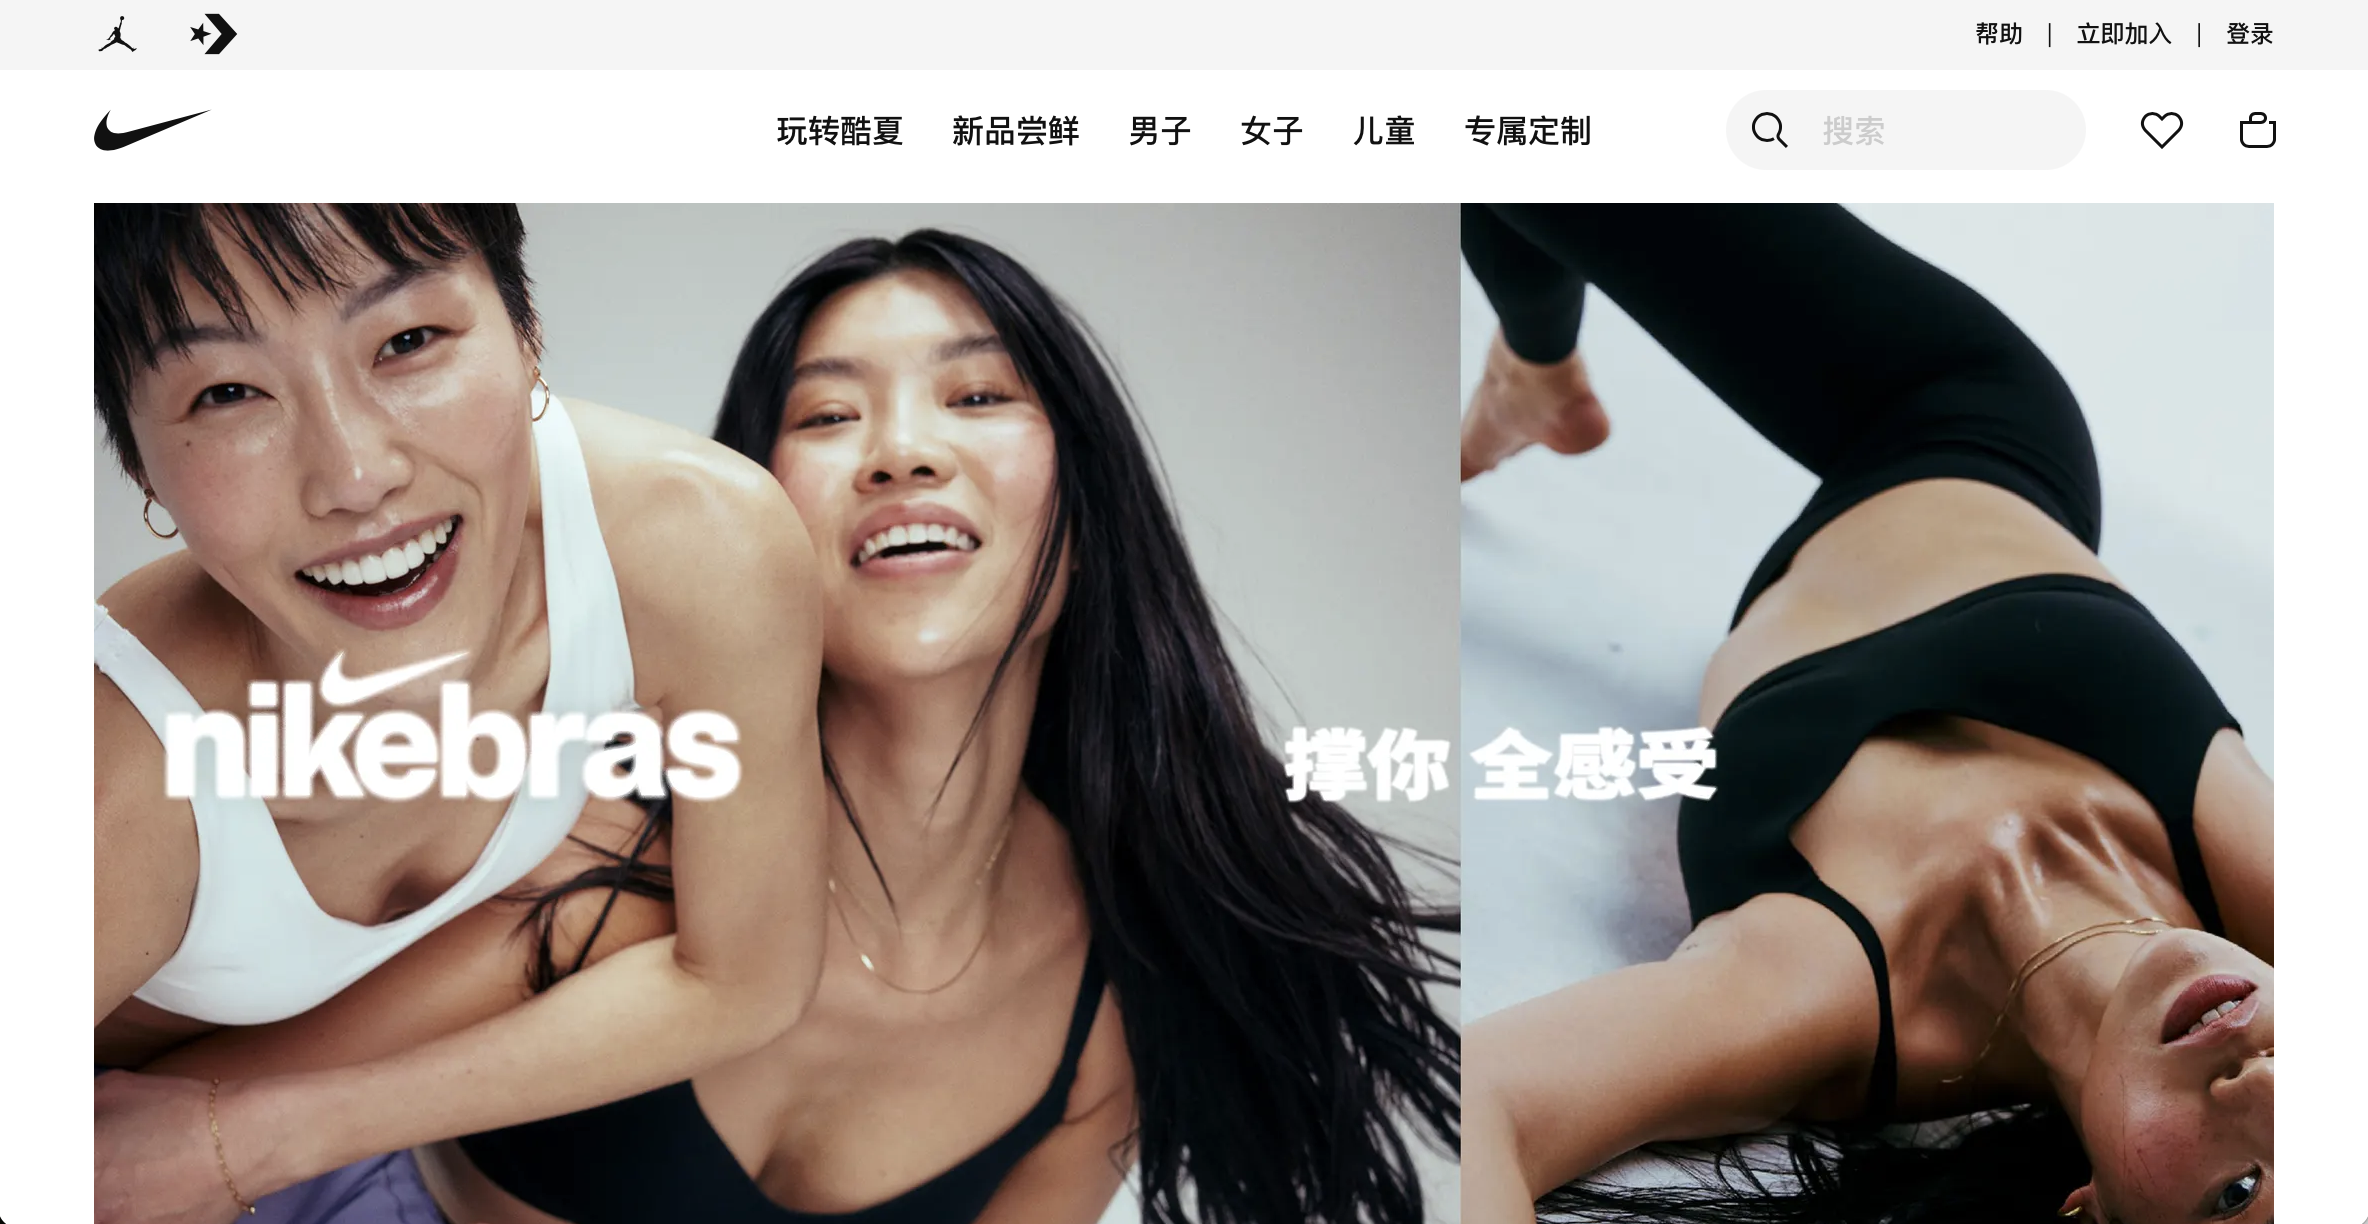 帮助 | 立即加入 | 登录
玩转酷夏 新品尝鲜 男子 女子 儿童 专属定制 搜索
nikebras
撑你 全感受